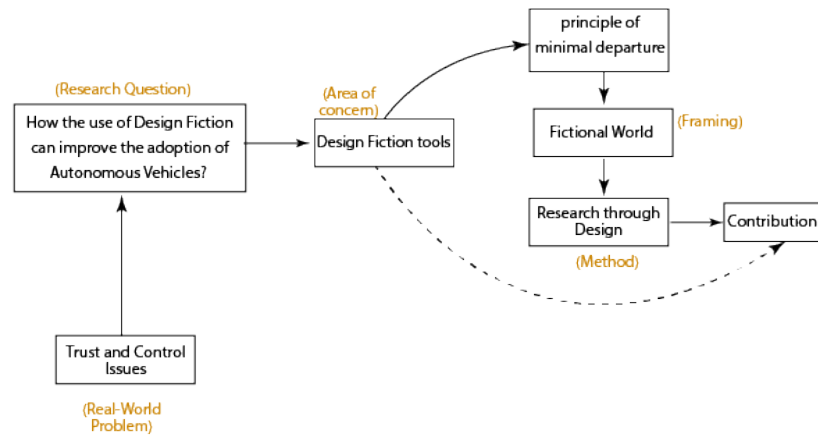 principle of
minimal departure
(Research Question)
(Area of
concern)
How the use of Design Fiction
can improve the adoption of
Autonomous Vehicles?
Design Fiction tools
Fictional World
(Framing)
Research through
Design
Contribution
(Method)
Trust and Control
Issues
(Real-World
Problem)